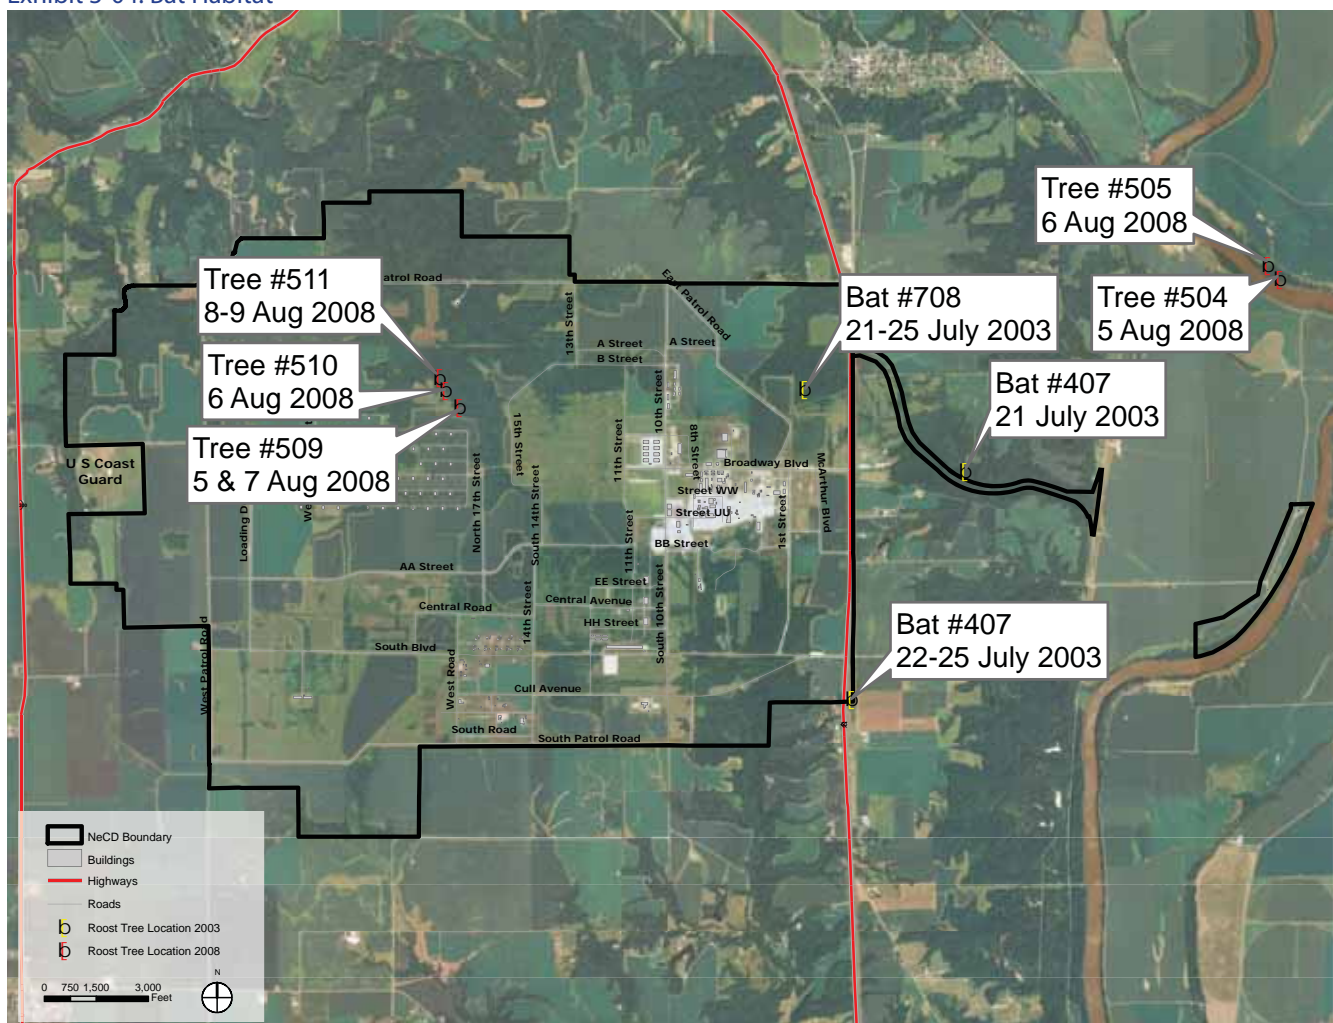 Tree #505
6 Aug 2008
Tree #504
5 Aug 2008
Tree #511
8-9 Aug 2008
Tree #510
6 Aug 2008
Tree #509
5 & 7 Aug 2008
Bat #708
21-25 July 2003
Bat #407
21 July 2003
Bat #407
22-25 July 2003
atrol Road
East Patrol Road
13th Street
A Street
A Street
B Street
10th Street
15th Street
11th Street
8th Street
Broadway Blvd
McArthur Blvd
U S Coast
Guard
Street WW
Street UU
1st Street
North 17th Street
South 14th Street
Loading D
We
11th Street
BB Street
AA Street
EE Street
Central Road
Central Avenue
14th Street
HH Street
South 10th Street
South Blvd
West Patrol Road
West Road
Cull Avenue
South Road
South Patrol Road
NeCD Boundary
Buildings
Highways
Roads
b Roost Tree Location 2003
b Roost Tree Location 2008
N
0 750 1,500 3,000
Feet